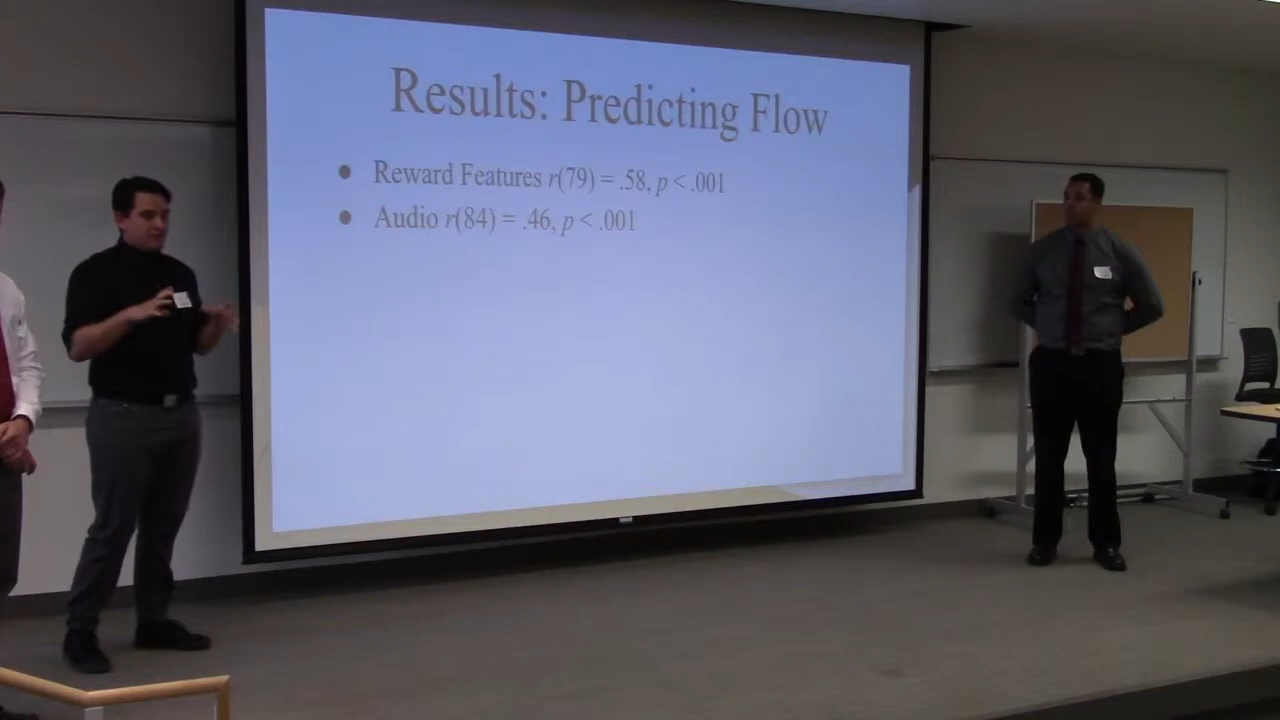 Results: Predicting Flow
● Reward Features r(79) = .58, p < .001
● Audio r(84) = .46, p < .001